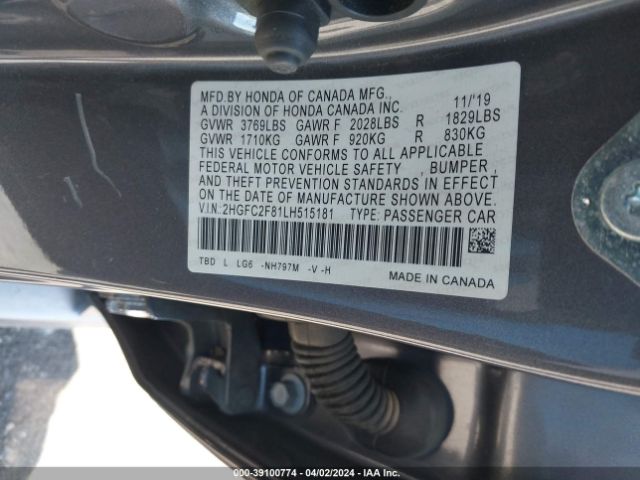 MFD.BY HONDA OF CANADA MFG.,
A DIVISION OF HONDA CANADA INC. 11/'19
GVWR 3769LBS GAWR F 2028LBS R 1829LBS
GVWR 1710KG GAWR F 920KG R 830KG
THIS VEHICLE CONFORMS TO ALL APPLICABLE
FEDERAL MOTOR VEHICLE SAFETY , BUMPER,
AND THEFT PREVENTION STANDARDS IN EFFECT
ON THE DATE OF MANUFACTURE SHOWN ABOVE.
V.I.N.:2HGFC2F81LH515181 TYPE: PASSENGER CAR
TBD L LG6 -NH797M -V -H
MADE IN CANADA
000-39100774 - 04/02/2024 - IAA Inc.